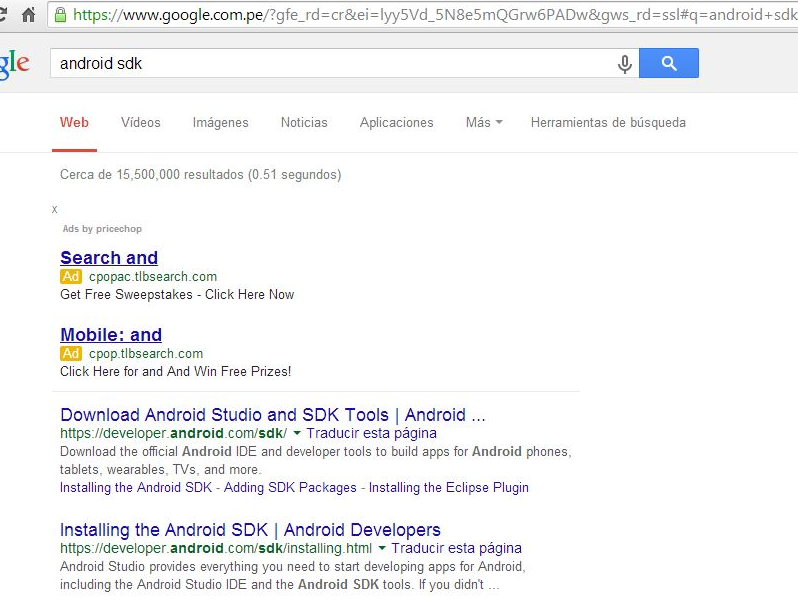 https://www.google.com.pe/?gfe_rd=cr&ei=lyy5Vd_5N8e5mQGrw6PADw&gws_rd=ssl#q=android+sdk
gle
android sdk
Web Vídeos Imágenes Noticias Aplicaciones Más Herramientas de búsqueda
Cerca de 15,500,000 resultados (0.51 segundos)
x
Ads by pricechop
Search and
Ad cpopac.tlbsearch.com
Get Free Sweepstakes - Click Here Now
Mobile: and
Ad cpop.tlbsearch.com
Click Here for and And Win Free Prizes!
Download Android Studio and SDK Tools | Android ...
https://developer.android.com/sdk/ Traducir esta página
Download the official Android IDE and developer tools to build apps for Android phones,
tablets, wearables, TVs, and more.
Installing the Android SDK - Adding SDK Packages - Installing the Eclipse Plugin
Installing the Android SDK | Android Developers
https://developer.android.com/sdk/installing.html Traducir esta página
Android Studio provides everything you need to start developing apps for Android,
including the Android Studio IDE and the Android SDK tools. If you didn't ...